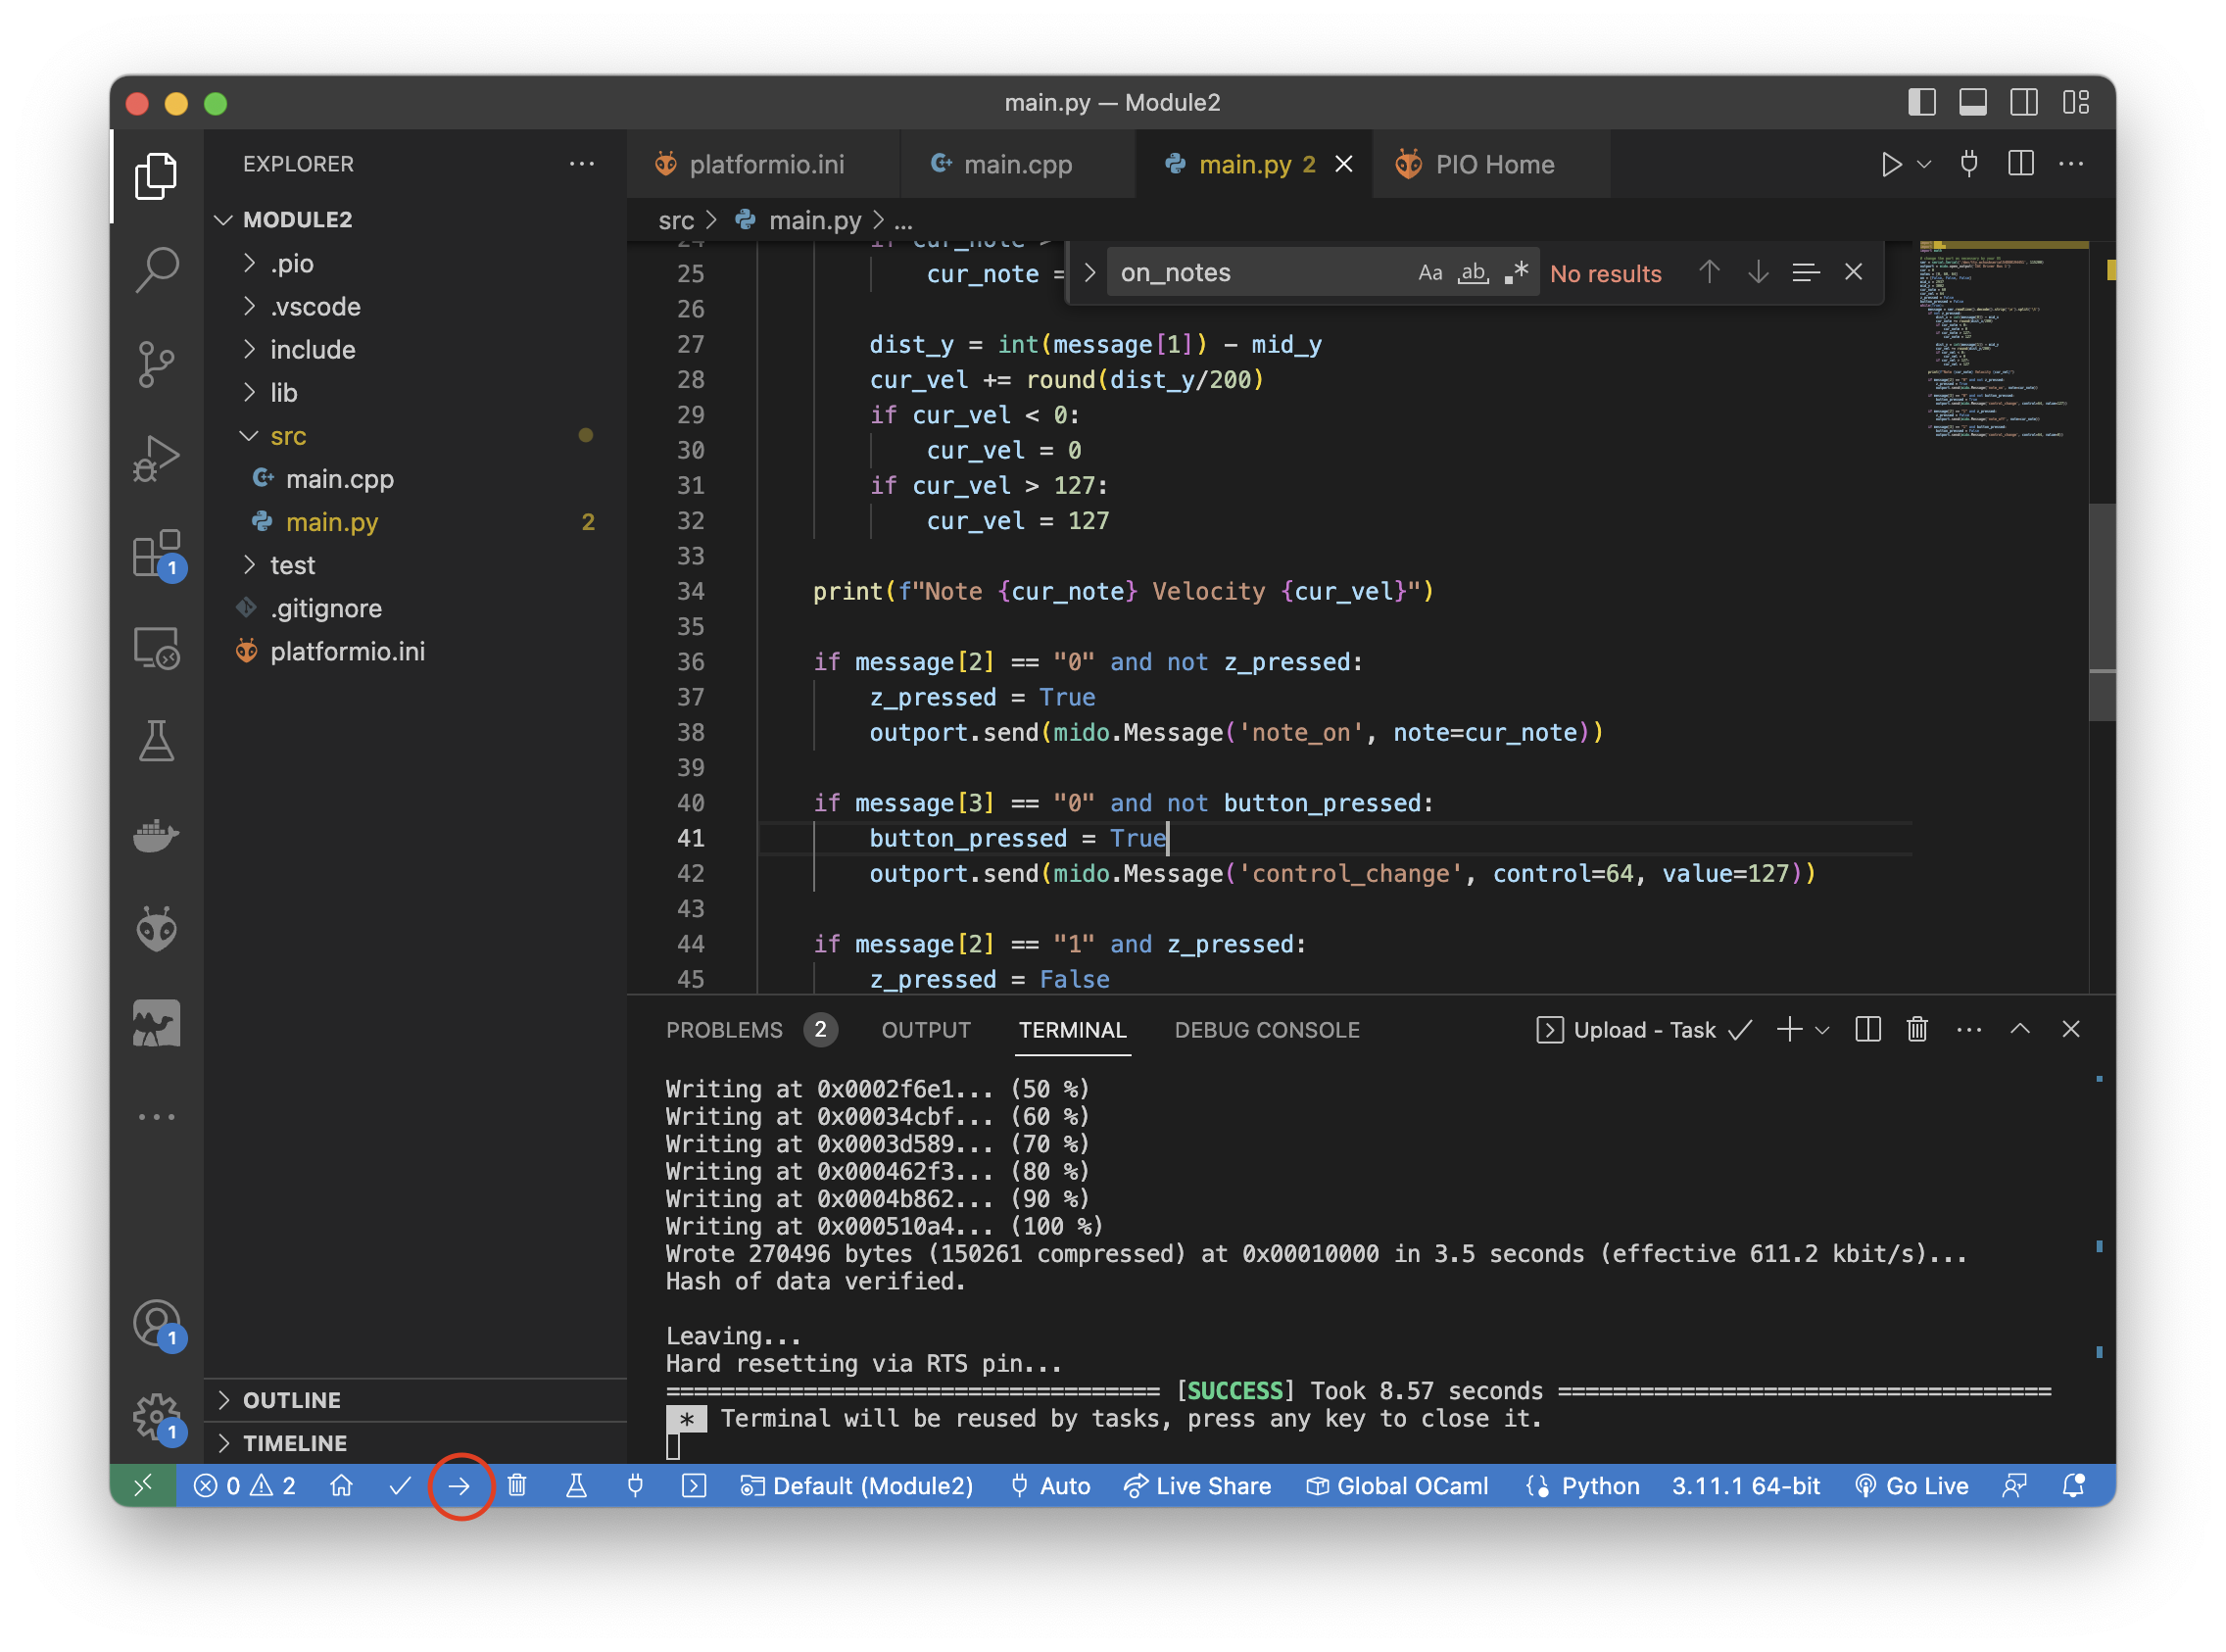 main.py — Module2
EXPLORER
MODULE2
.pio
.vscode
include
lib
src
main.cpp
main.py 2
test
.gitignore
platformio.ini
OUTLINE
TIMELINE
platformio.ini
main.cpp
main.py 2
PIO Home
src > main.py > ...
on_notes
Aa ab .* No results
24 if cur_note >
25 cur_note =
26
27 dist_y = int(message[1]) - mid_y
28 cur_vel += round(dist_y/200)
29 if cur_vel < 0:
30 cur_vel = 0
31 if cur_vel > 127:
32 cur_vel = 127
33
34 print(f"Note {cur_note} Velocity {cur_vel}")
35
36 if message[2] == "0" and not z_pressed:
37 z_pressed = True
38 outport.send(mido.Message('note_on', note=cur_note))
39
40 if message[3] == "0" and not button_pressed:
41 button_pressed = True
42 outport.send(mido.Message('control_change', control=64, value=127))
43
44 if message[2] == "1" and z_pressed:
45 z_pressed = False
PROBLEMS 2 OUTPUT TERMINAL DEBUG CONSOLE
Upload - Task
Writing at 0x0002f6e1... (50 %)
Writing at 0x00034cbf... (60 %)
Writing at 0x0003d589... (70 %)
Writing at 0x000462f3... (80 %)
Writing at 0x0004b862... (90 %)
Writing at 0x000510a4... (100 %)
Wrote 270496 bytes (150261 compressed) at 0x00010000 in 3.5 seconds (effective 611.2 kbit/s)...
Hash of data verified.
Leaving...
Hard resetting via RTS pin...
==================================== [SUCCESS] Took 8.57 seconds ====================================
* Terminal will be reused by tasks, press any key to close it.
1
1
1
0 2 Default (Module2) Auto Live Share Global OCaml Python 3.11.1 64-bit Go Live